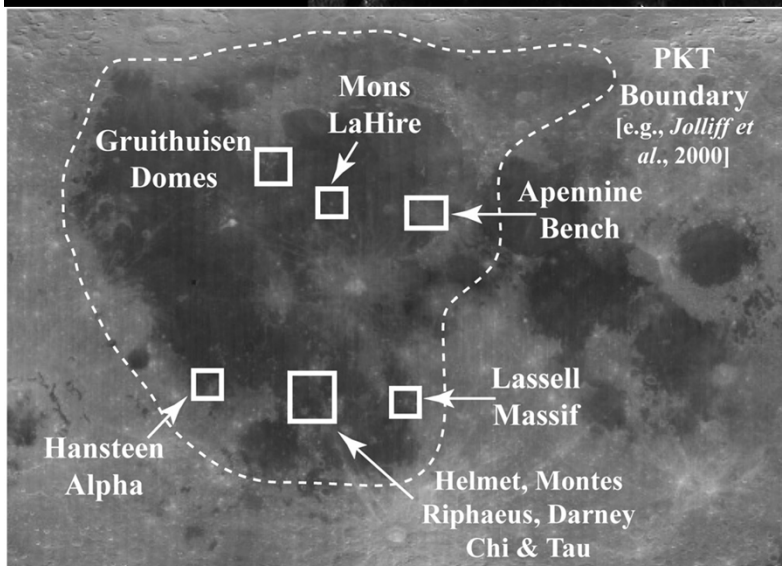 PKT
Boundary
[e.g., Jolliff et
al., 2000]
Mons
LaHire
Gruithuisen
Domes
Apennine
Bench
Lassell
Massif
Hansteen
Alpha
Helmet, Montes
Riphaeus, Darney
Chi & Tau